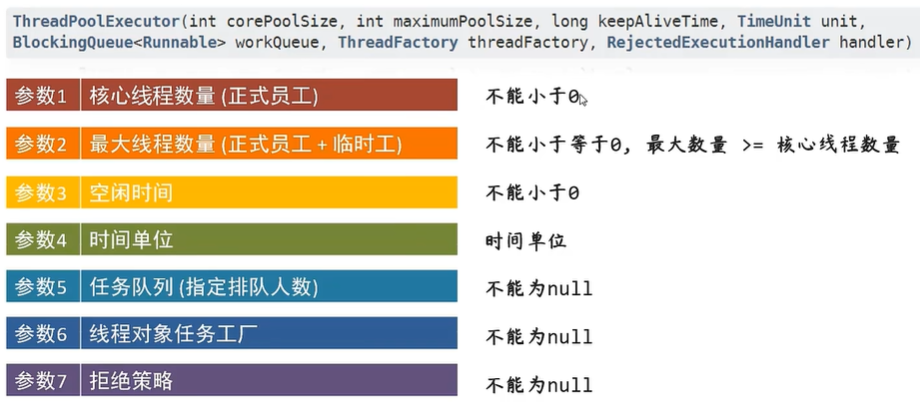 ThreadPoolExecutor(int corePoolSize, int maximumPoolSize, long keepAliveTime, TimeUnit unit,
BlockingQueue<Runnable> workQueue, ThreadFactory threadFactory, RejectedExecutionHandler handler)
参数1 核心线程数量 (正式员工) 不能小于0
参数2 最大线程数量 (正式员工 + 临时工) 不能小于等于0, 最大数量 >= 核心线程数量
参数3 空闲时间 不能小于0
参数4 时间单位 时间单位
参数5 任务队列 (指定排队人数) 不能为null
参数6 线程对象任务工厂 不能为null
参数7 拒绝策略 不能为null